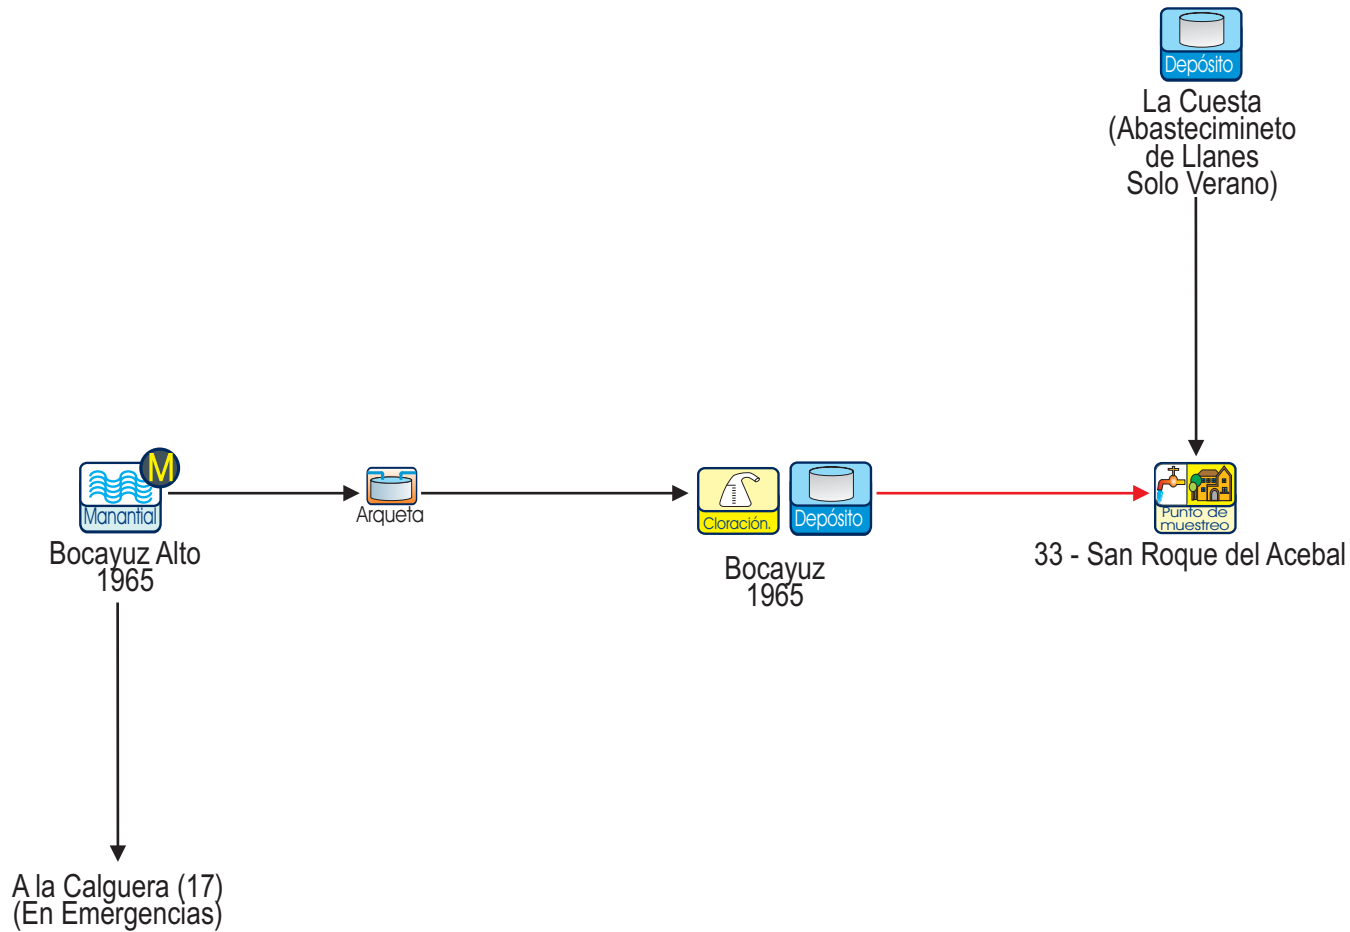 Depósito
La Cuesta
(Abastecimineto
de Llanes
Solo Verano)
M
Manantial
Bocayuz Alto
1965
Arqueta
Cloración.
Depósito
Bocayuz
1965
Punto de
muestreo
33 - San Roque del Acebal
A la Calguera (17)
(En Emergencias)